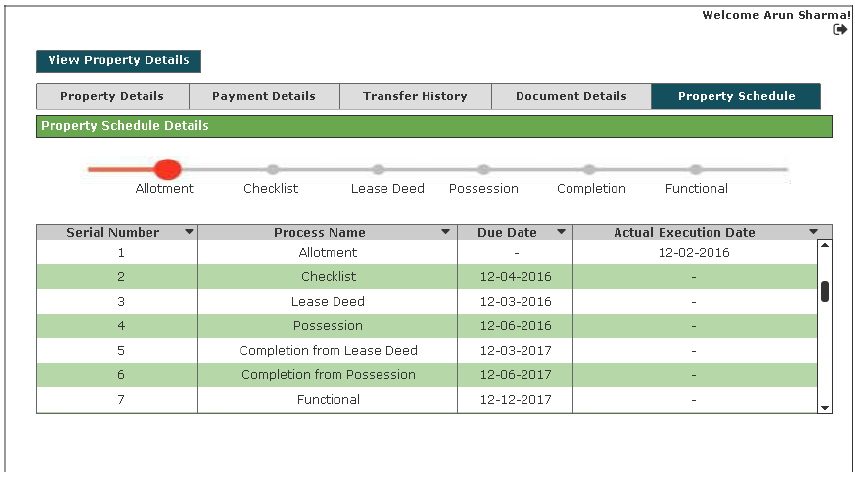 Welcome Arun Sharma!
View Property Details
Property Details Payment Details Transfer History Document Details Property Schedule
Property Schedule Details
Allotment Checklist Lease Deed Possession Completion Functional
Serial Number Process Name Due Date Actual Execution Date
1 Allotment - 12-02-2016
2 Checklist 12-04-2016 -
3 Lease Deed 12-03-2016 -
4 Possession 12-06-2016 -
5 Completion from Lease Deed 12-03-2017 -
6 Completion from Possession 12-06-2017 -
7 Functional 12-12-2017 -